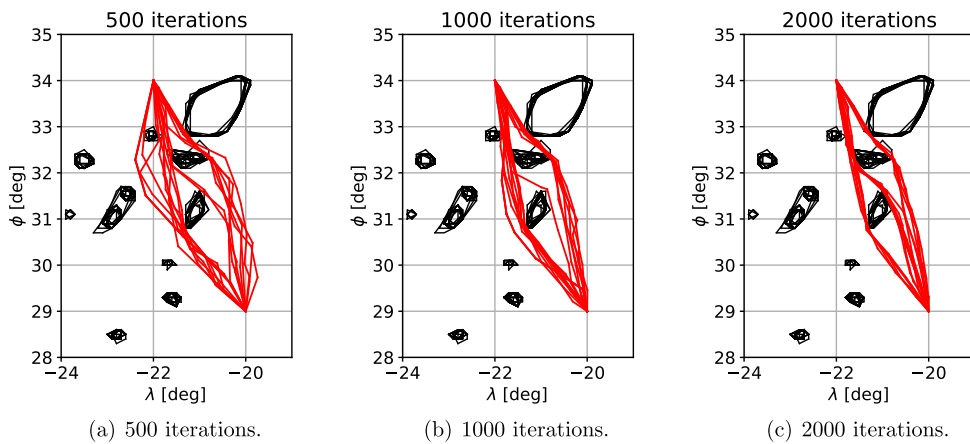 500 iterations
1000 iterations
2000 iterations
35
34
33
32
31
30
29
28
ϕ [deg]
−24
−22
−20
λ [deg]
35
34
33
32
31
30
29
28
ϕ [deg]
−24
−22
−20
λ [deg]
35
34
33
32
31
30
29
28
ϕ [deg]
−24
−22
−20
λ [deg]
(a) 500 iterations.
(b) 1000 iterations.
(c) 2000 iterations.